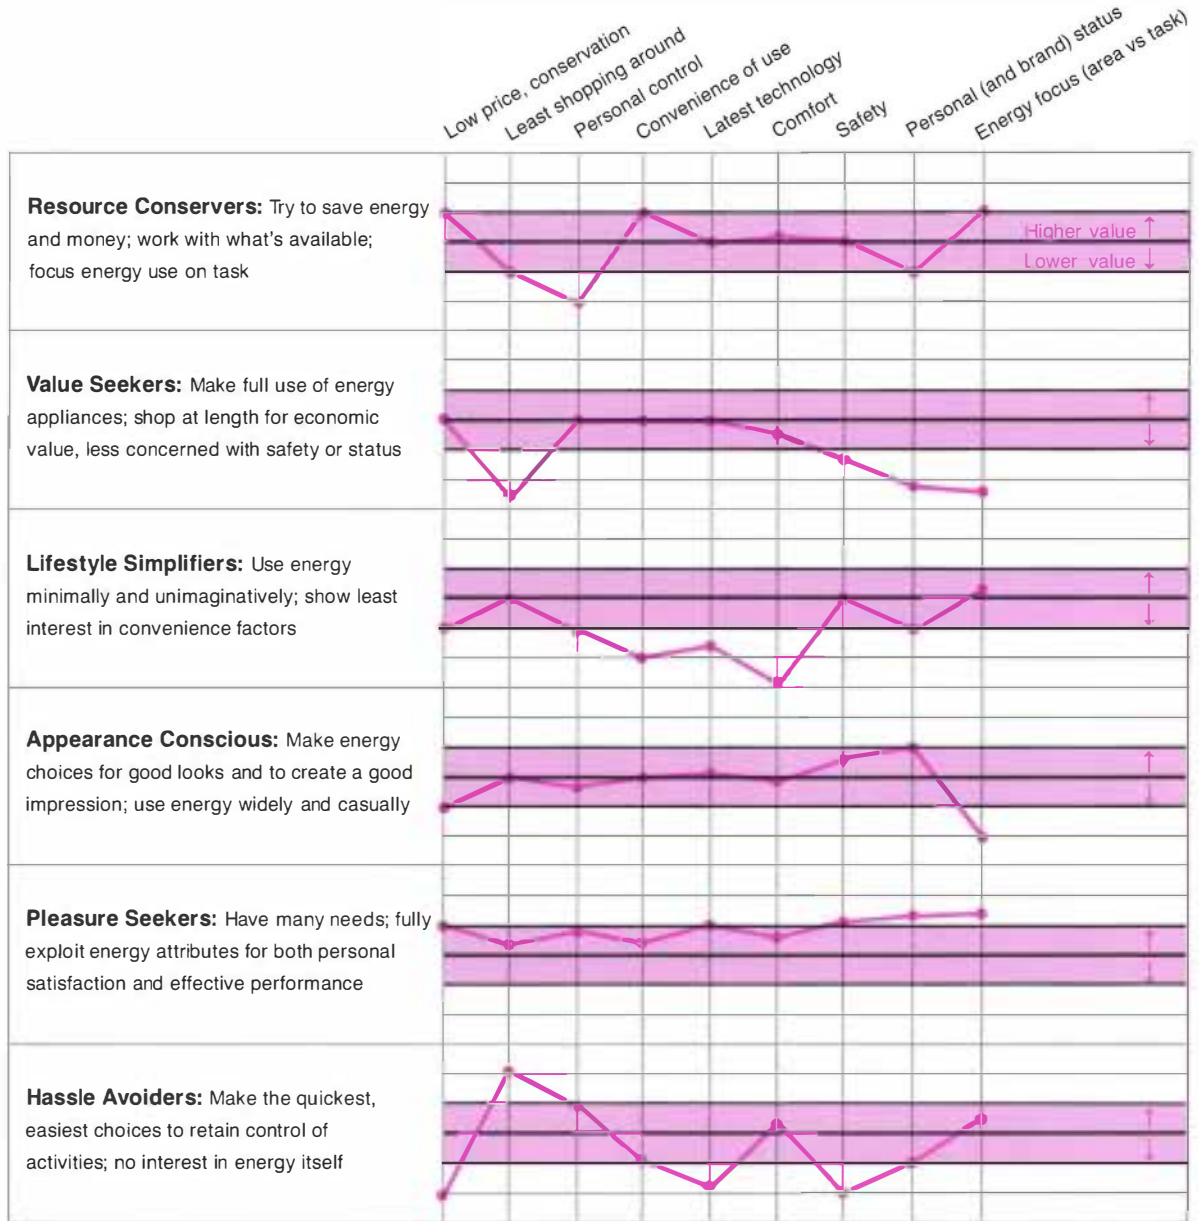 Low price, conservation
Least shopping around
Personal control
Convenience of use
Latest technology
Comfort
Safety
Personal (and brand) status
Energy focus (area vs task)
Resource Conservers: Try to save energy
and money; work with what's available;
focus energy use on task
Higher value ↑
Lower value ↓
Value Seekers: Make full use of energy
appliances; shop at length for economic
value, less concerned with safety or status
↑
↓
Lifestyle Simplifiers: Use energy
minimally and unimaginatively; show least
interest in convenience factors
↑
↓
Appearance Conscious: Make energy
choices for good looks and to create a good
impression; use energy widely and casually
↑
↓
Pleasure Seekers: Have many needs; fully
exploit energy attributes for both personal
satisfaction and effective performance
↑
↓
Hassle Avoiders: Make the quickest,
easiest choices to retain control of
activities; no interest in energy itself
↑
↓